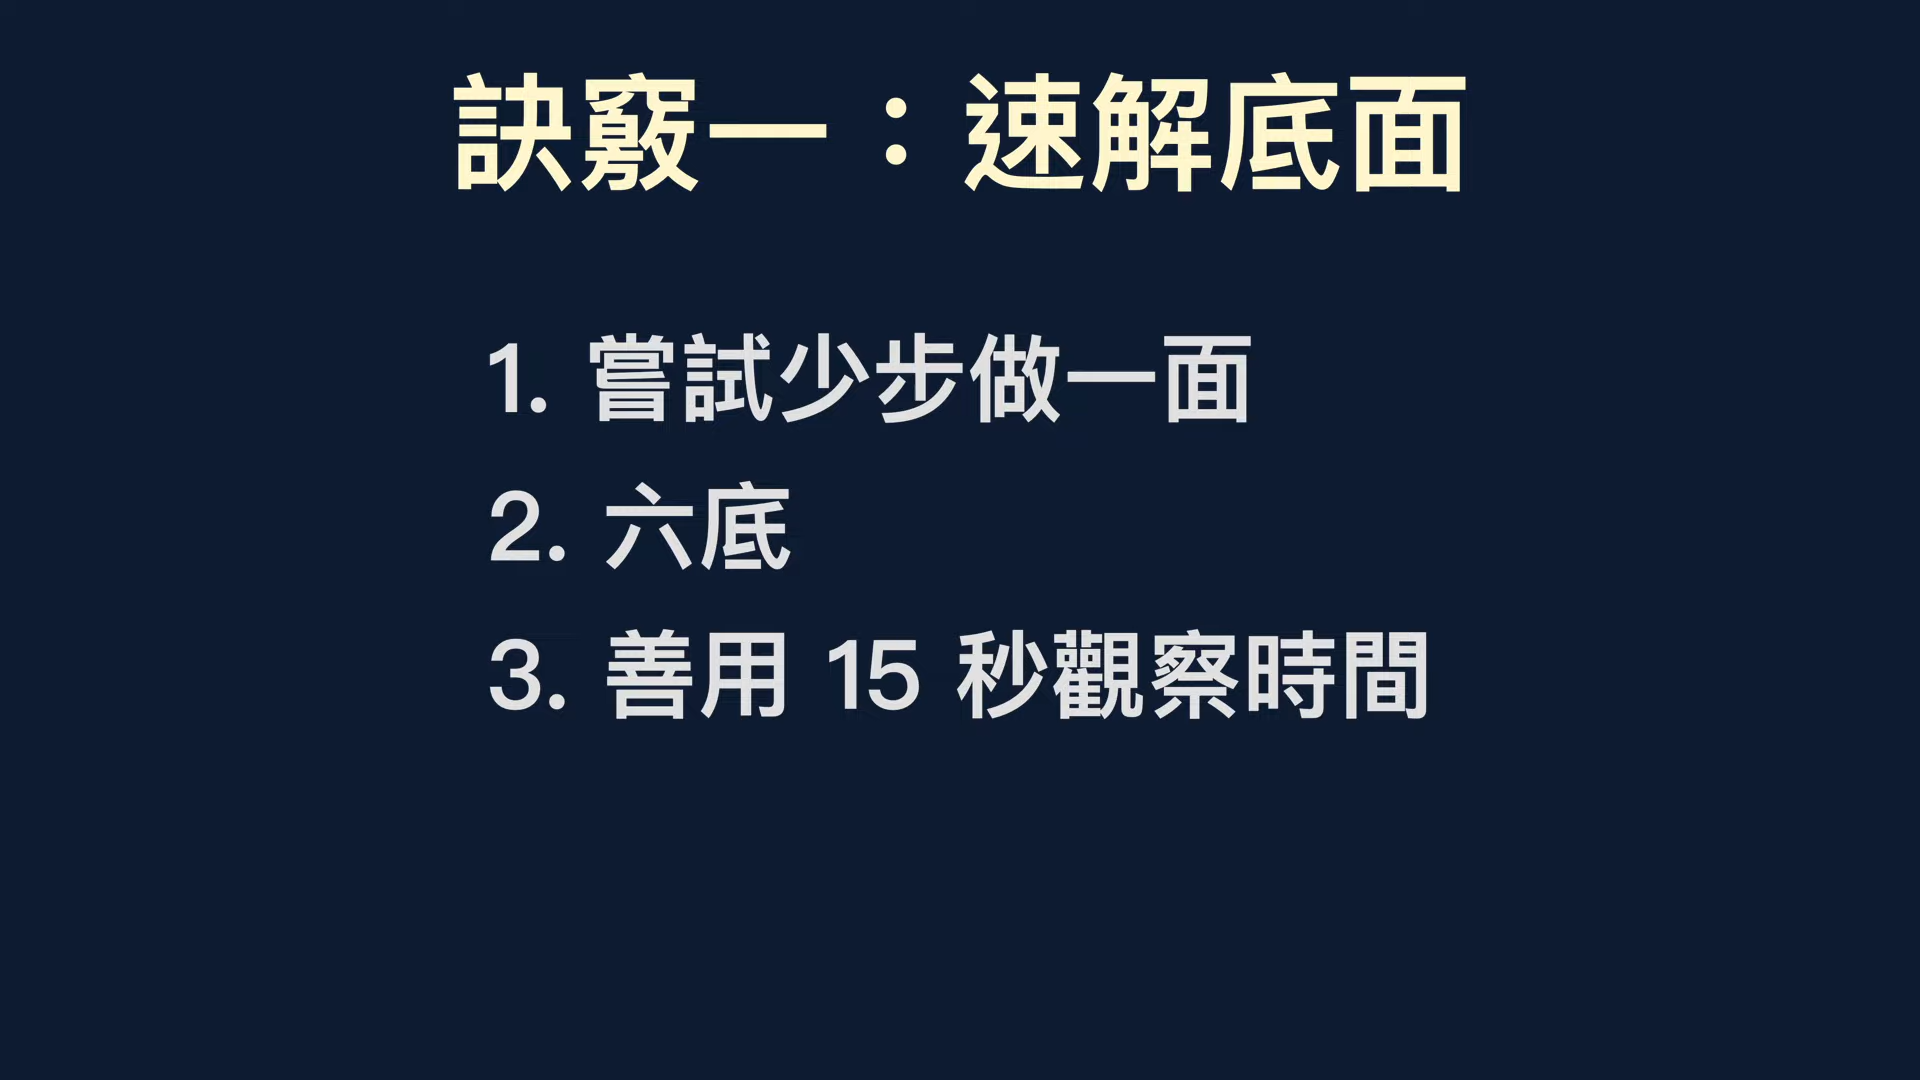 訣竅一：速解底面
1. 嘗試少步做一面
2. 六底
3. 善用 15 秒觀察時間